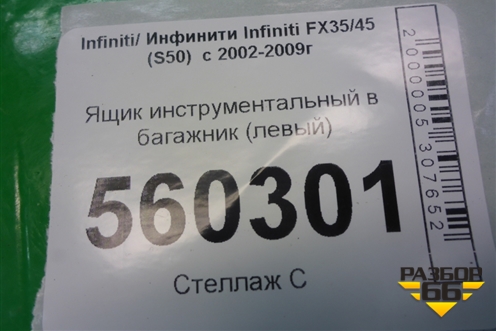 Infiniti/ Инфинити Infiniti FX35/45
(S50) с 2002-2009г
Ящик инструментальный в
багажник (левый)
560301
Стеллаж С
2000005307652
РАЗБОР
66